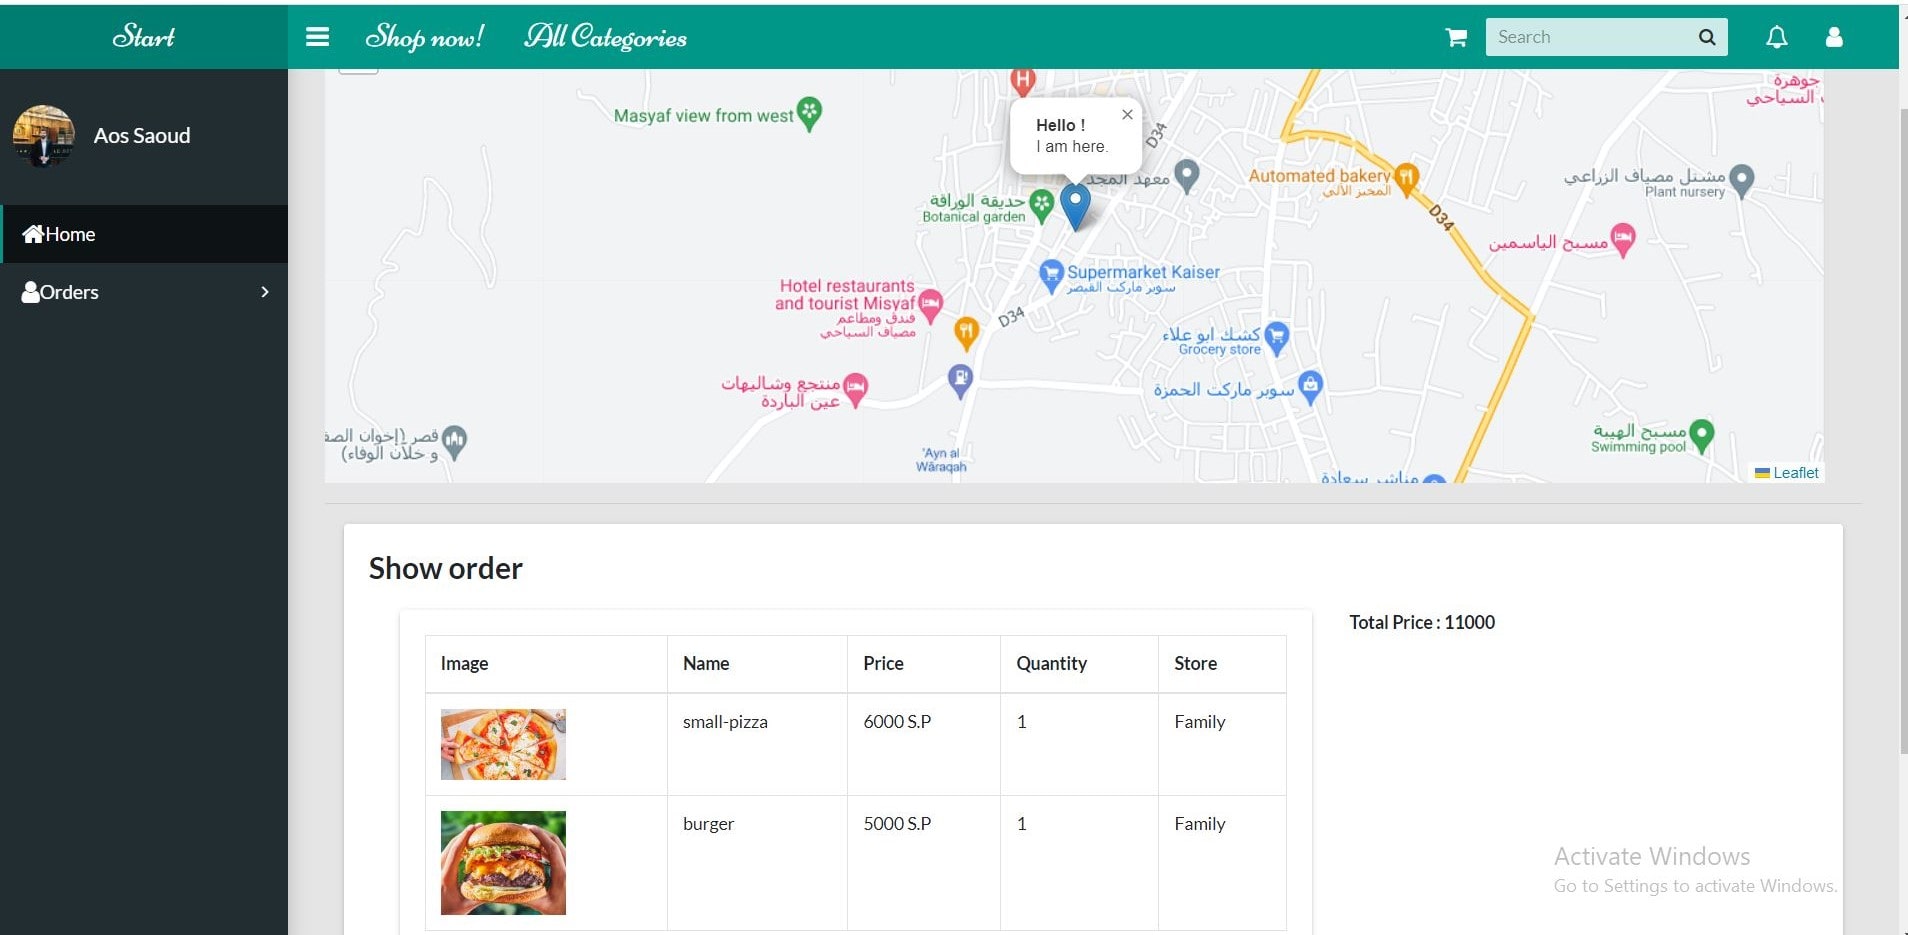 Start
Shop now!
All Categories
Search
Aos Saoud
Home
Orders
H
جوهرة
السياحي
Masyaf view from west
Hello !
I am here.
×
D34
معهد المجد
Automated bakery
المخبز الآلي
مشتل مصياف الزراعي
Plant nursery
حديقة الوراقة
Botanical garden
D34
مسبح الياسمين
Supermarket Kaiser
سوبر ماركت القيصر
Hotel restaurants
and tourist Misyaf
فندق ومطاعم
مصياف السياحي
D34
كشك ابو علاء
Grocery store
منتجع وشاليهات
عين الباردة
سوبر ماركت الحمزة
قصر (إخوان الصف
و خلان الوفاء)
مسبح الهيبة
Swimming pool
'Ayn al
Wāraqah
مناشر سعادة
Leaflet
Show order
Total Price : 11000
Image Name Price Quantity Store
small-pizza 6000 S.P 1 Family
burger 5000 S.P 1 Family
Activate Windows
Go to Settings to activate Windows.